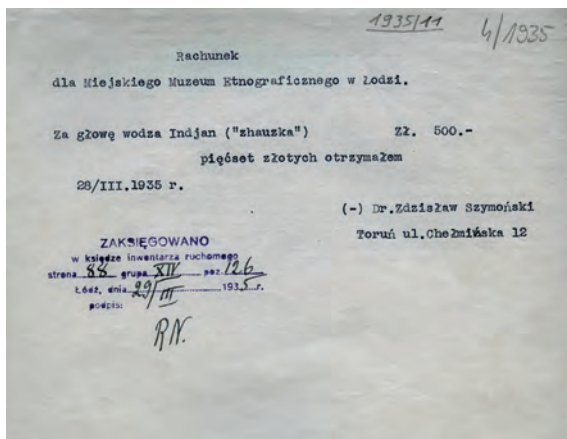 1935/11
4/1935
Rachunek
dla Miejskiego Muzeum Etnograficznego w Łodzi.
Za głowę wodza Indjan ("zhauzka") Zł. 500.-
pięćset złotych otrzymałem
28/III.1935 r.
(-) Dr.Zdzisław Szymoński
Toruń ul.Chełmińska 12
ZAKSIĘGOWANO
w księdze inwentarza ruchomego
strona 88 grupa XIV poz. 126
Łódź, dnia 29/III 1935 r.
podpis:
RN.